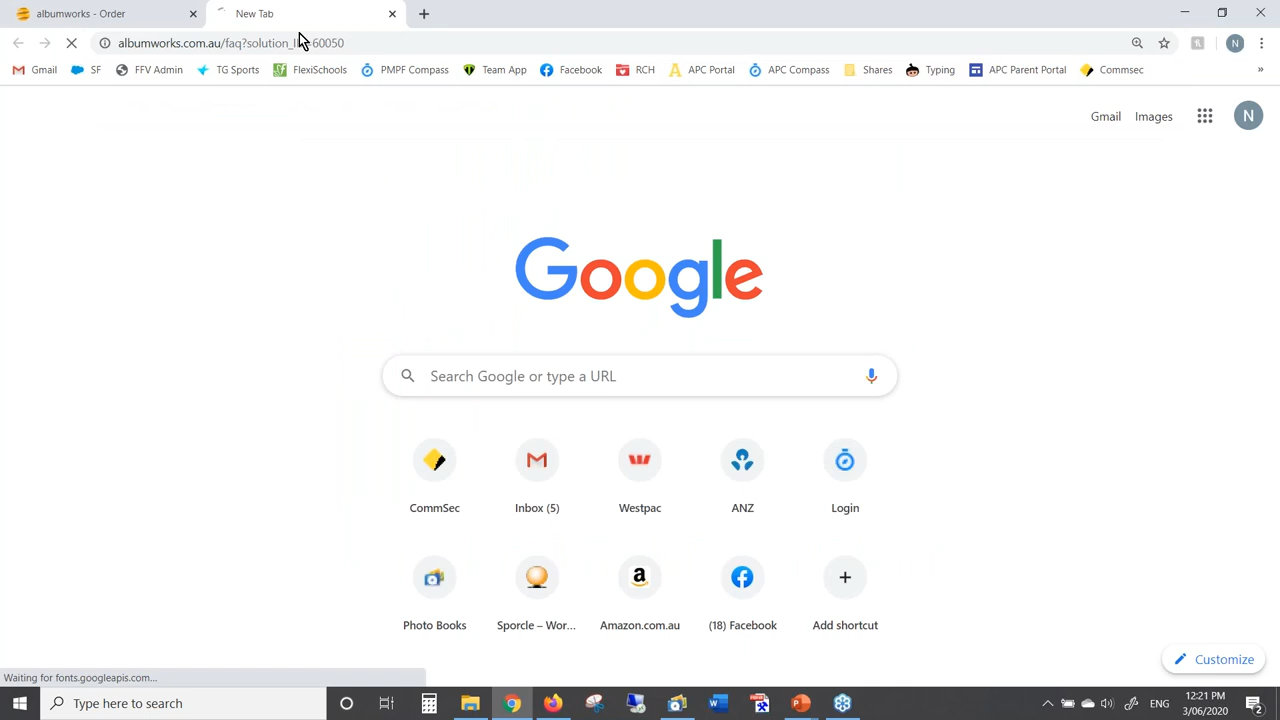 albumworks - Order
New Tab
albumworks.com.au/faq?solution_I 60050
Gmail SF FFV Admin TG Sports FlexiSchools PMPF Compass Team App Facebook RCH APC Portal APC Compass Shares Typing APC Parent Portal Commsec »
Gmail Images N
Google
Search Google or type a URL
CommSec Inbox (5) Westpac ANZ Login
Photo Books Sporcle – Wor... Amazon.com.au (18) Facebook Add shortcut
Customize
Waiting for fonts.googleapis.com...
Type here to search
ENG
12:21 PM
3/06/2020
2